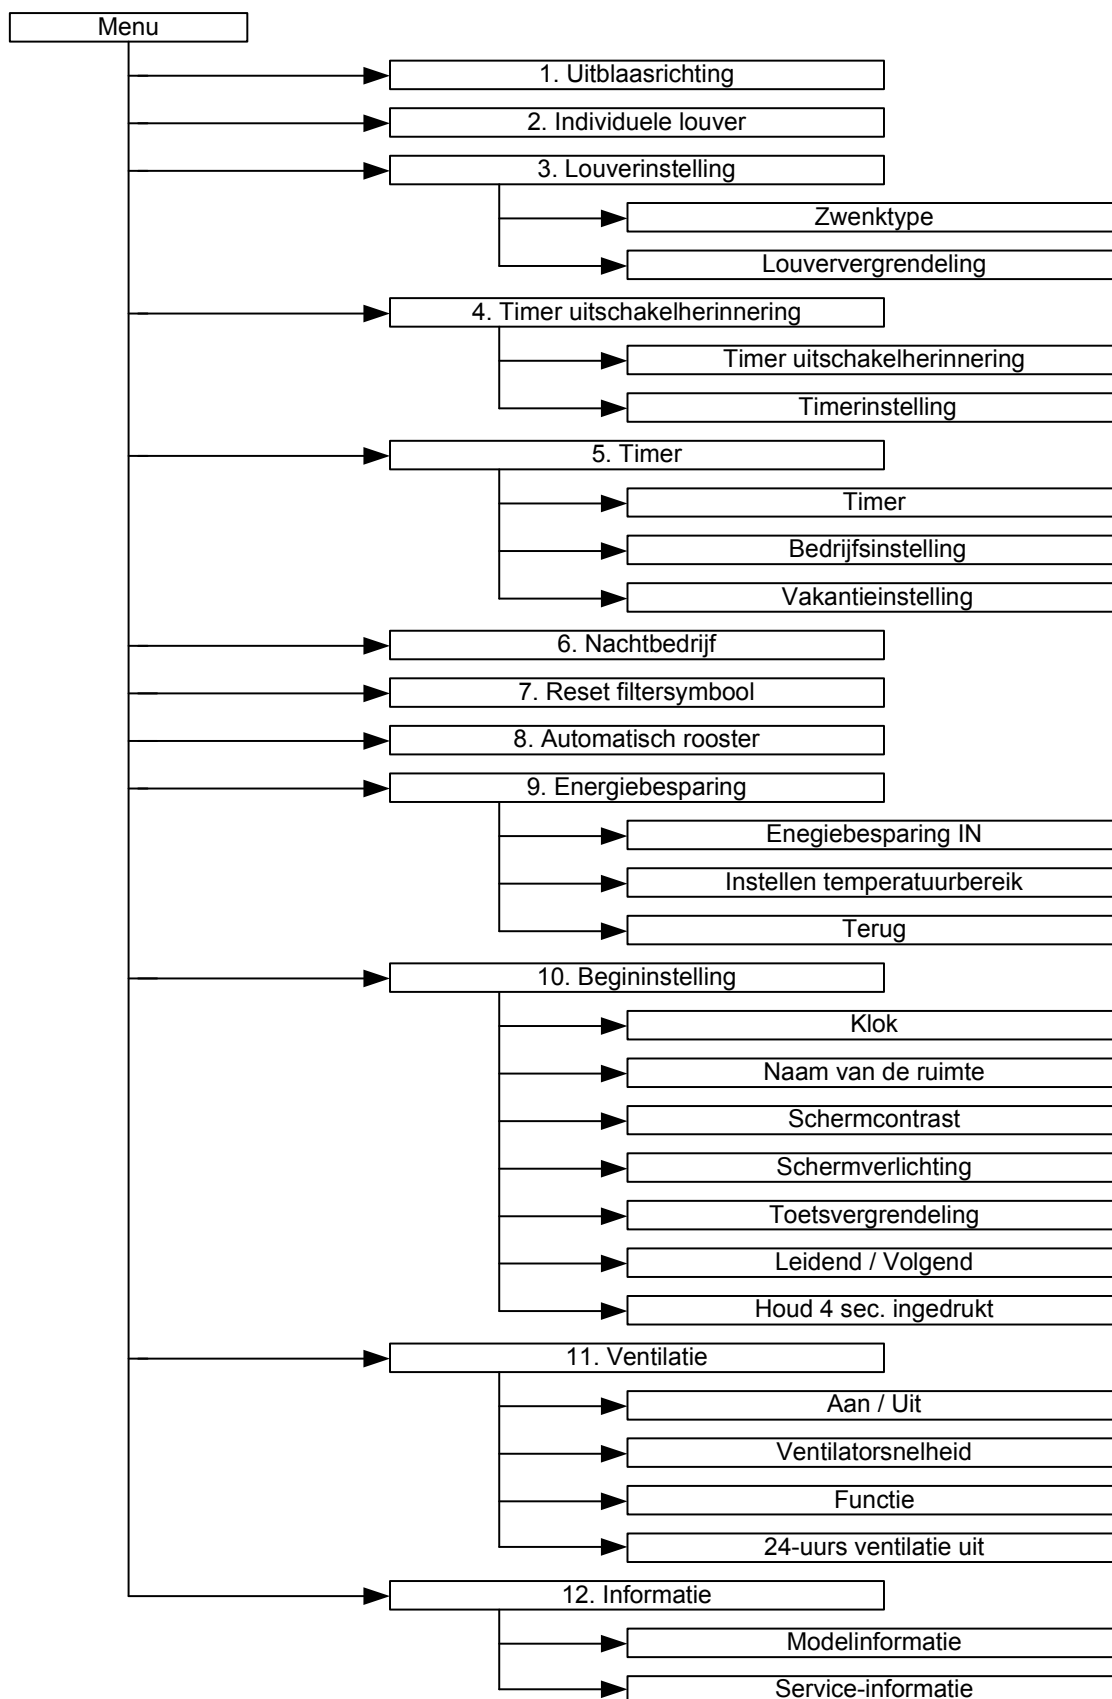 Menu
1. Uitblaasrichting
2. Individuele louver
3. Louverinstelling
Zwenktype
Louververgrendeling
4. Timer uitschakelherinnering
Timer uitschakelherinnering
Timerinstelling
5. Timer
Timer
Bedrijfsinstelling
Vakantieinstelling
6. Nachtbedrijf
7. Reset filtersymbool
8. Automatisch rooster
9. Energiebesparing
Enegiebesparing IN
Instellen temperatuurbereik
Terug
10. Begininstelling
Klok
Naam van de ruimte
Schermcontrast
Schermverlichting
Toetsvergrendeling
Leidend / Volgend
Houd 4 sec. ingedrukt
11. Ventilatie
Aan / Uit
Ventilatorsnelheid
Functie
24-uurs ventilatie uit
12. Informatie
Modelinformatie
Service-informatie